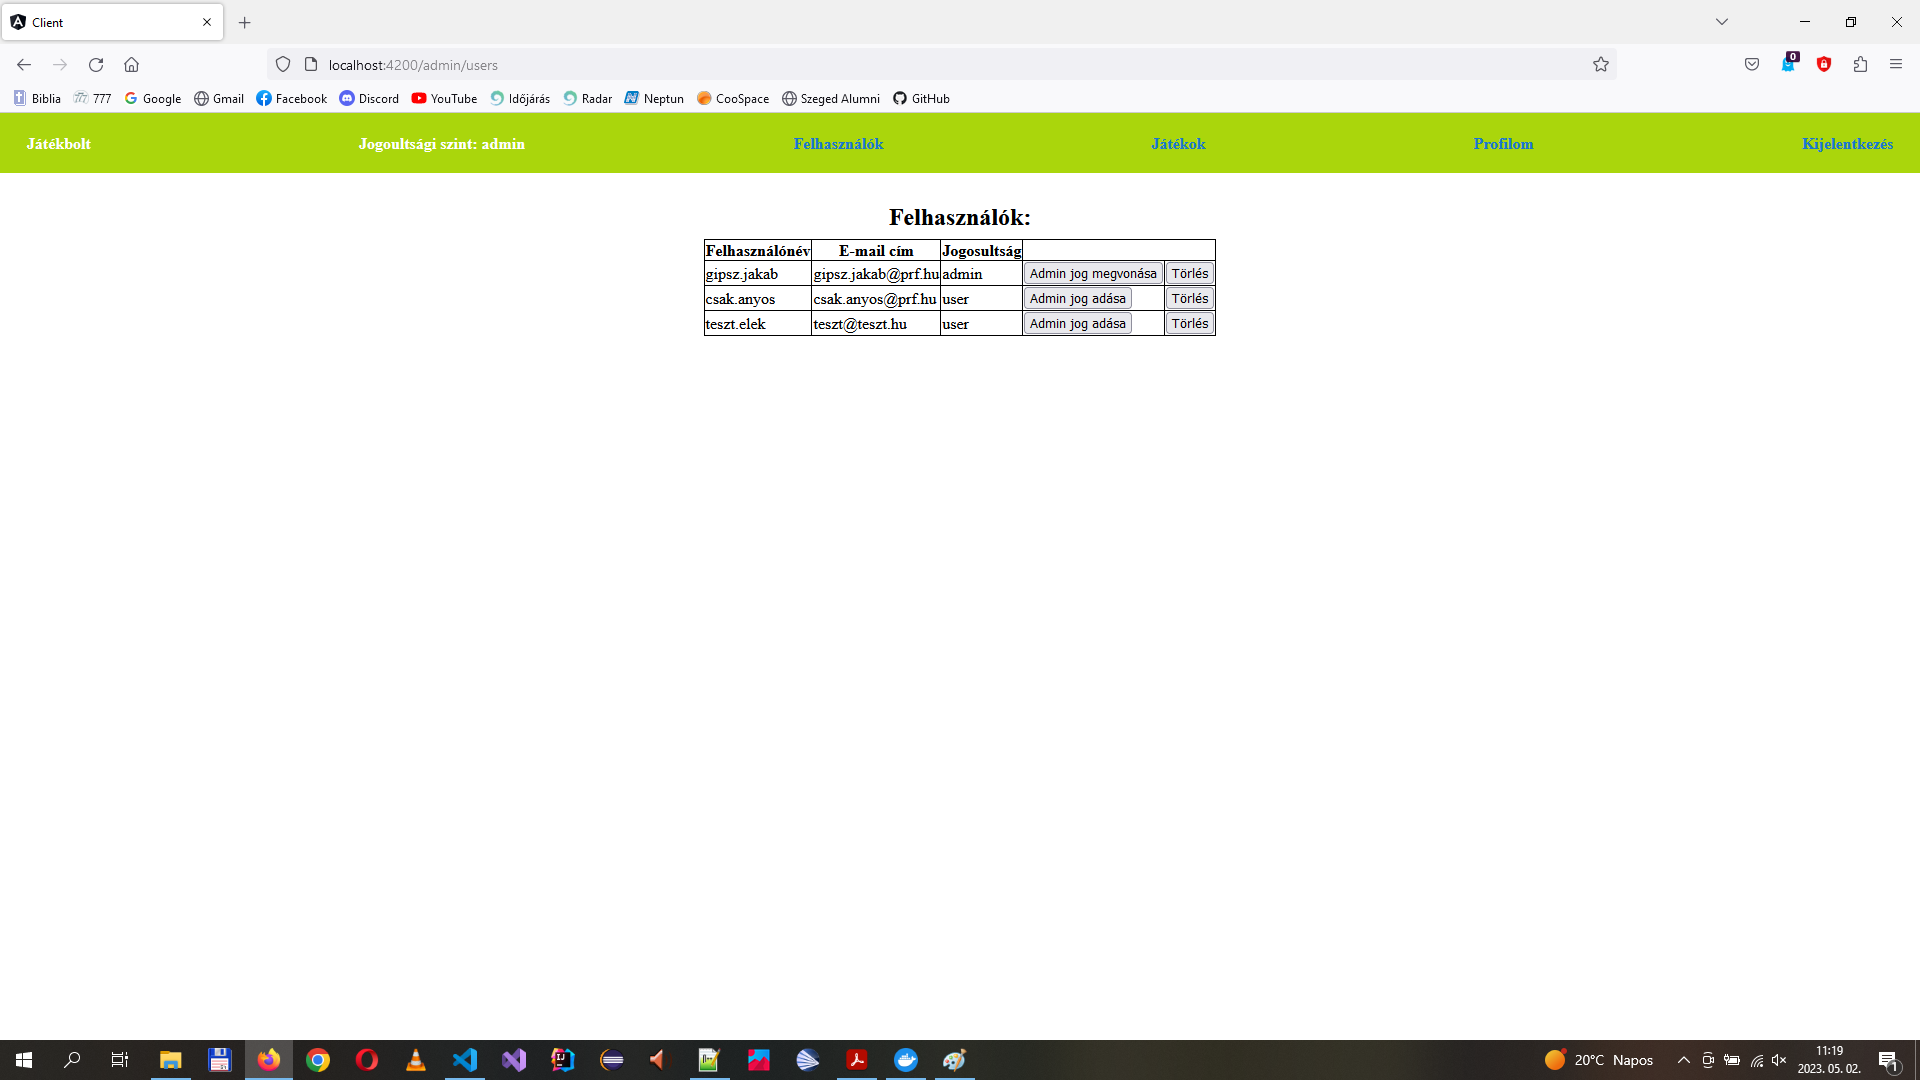 Client
localhost:4200/admin/users
0
Biblia 777 Google Gmail Facebook Discord YouTube Időjárás Radar Neptun CooSpace Szeged Alumni GitHub
Játékbolt Jogoultsági szint: admin Felhasználók Játékok Profilom Kijelentkezés
Felhasználók:
Felhasználónév E-mail cím Jogosultság
gipsz.jakab gipsz.jakab@prf.hu admin Admin jog megvonása Törlés
csak.anyos csak.anyos@prf.hu user Admin jog adása Törlés
teszt.elek teszt@teszt.hu user Admin jog adása Törlés
20°C Napos
11:19
2023. 05. 02.
1